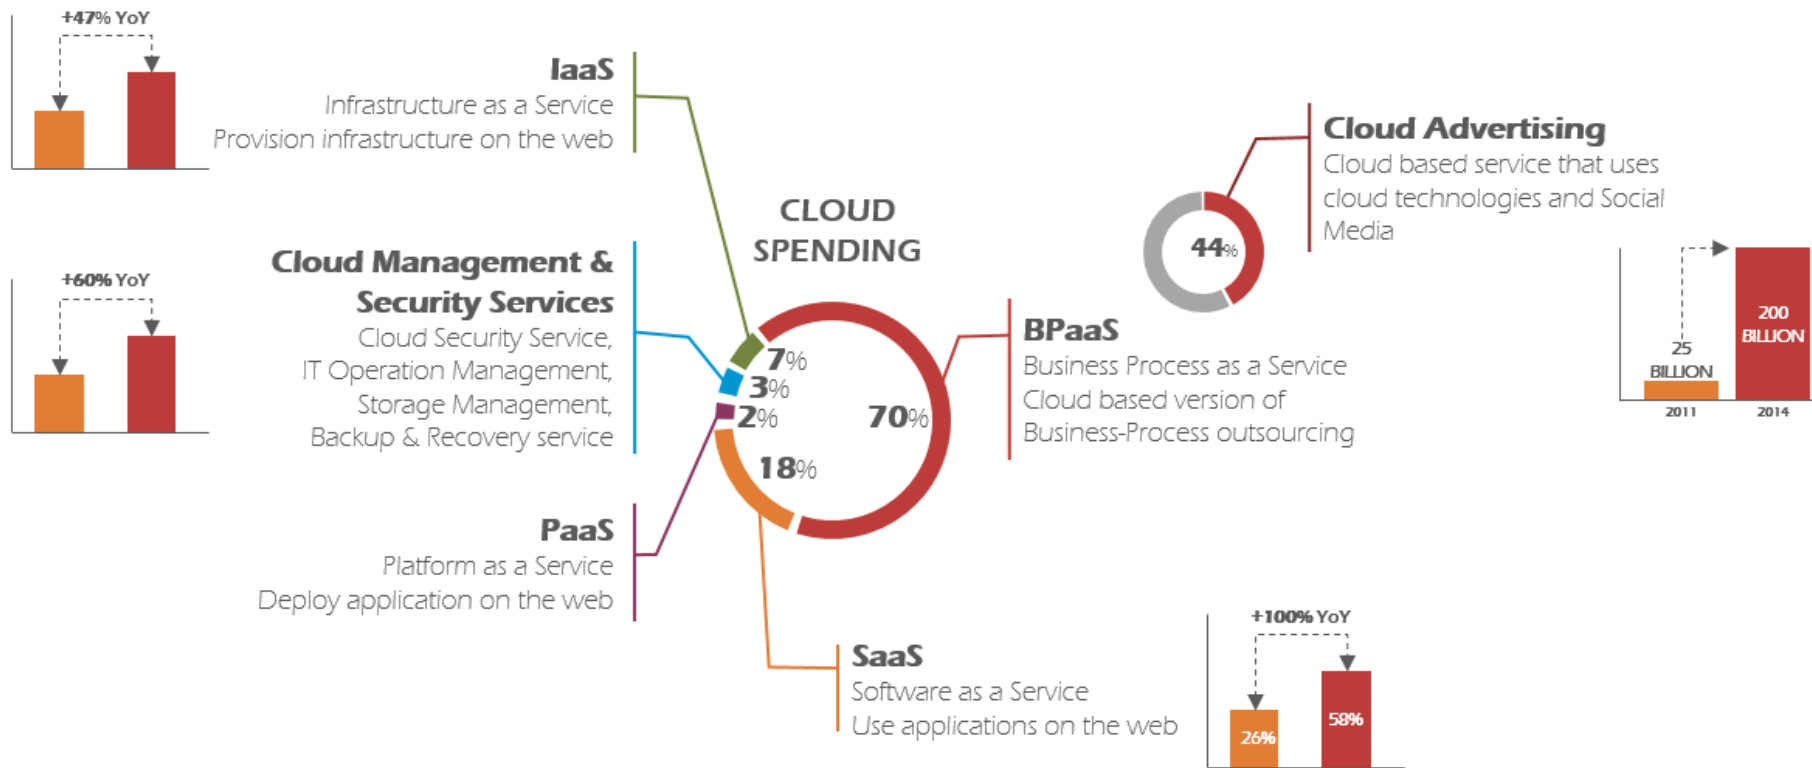 +47% YoY
IaaS
Infrastructure as a Service
Provision infrastructure on the web
+60% YoY
Cloud Management &
Security Services
Cloud Security Service,
IT Operation Management,
Storage Management,
Backup & Recovery service
PaaS
Platform as a Service
Deploy application on the web
CLOUD
SPENDING
7%
3%
2%
70%
18%
BPaaS
Business Process as a Service
Cloud based version of
Business-Process outsourcing
44%
Cloud Advertising
Cloud based service that uses
cloud technologies and Social
Media
25
BILLION
200
BILLION
2011
2014
SaaS
Software as a Service
Use applications on the web
+100% YoY
26%
58%